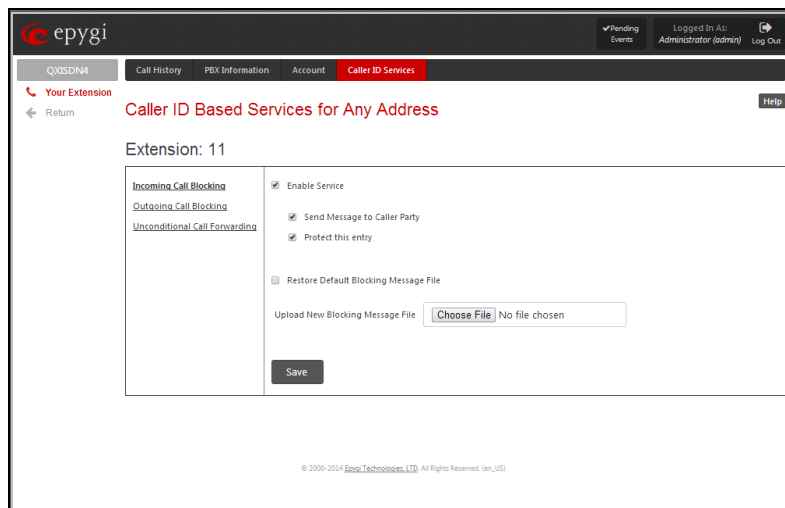 epygi
✔Pending
Events
Logged In As:
Administrator (admin)
Log Out
QXISDN4
Call History
PBX Information
Account
Caller ID Services
Your Extension
Return
Caller ID Based Services for Any Address
Help
Extension: 11
Incoming Call Blocking
Outgoing Call Blocking
Unconditional Call Forwarding
Enable Service
Send Message to Caller Party
Protect this entry
Restore Default Blocking Message File
Upload New Blocking Message File
Choose File No file chosen
Save
© 2000-2014 Epygi Technologies, LTD. All Rights Reserved. (en_US)